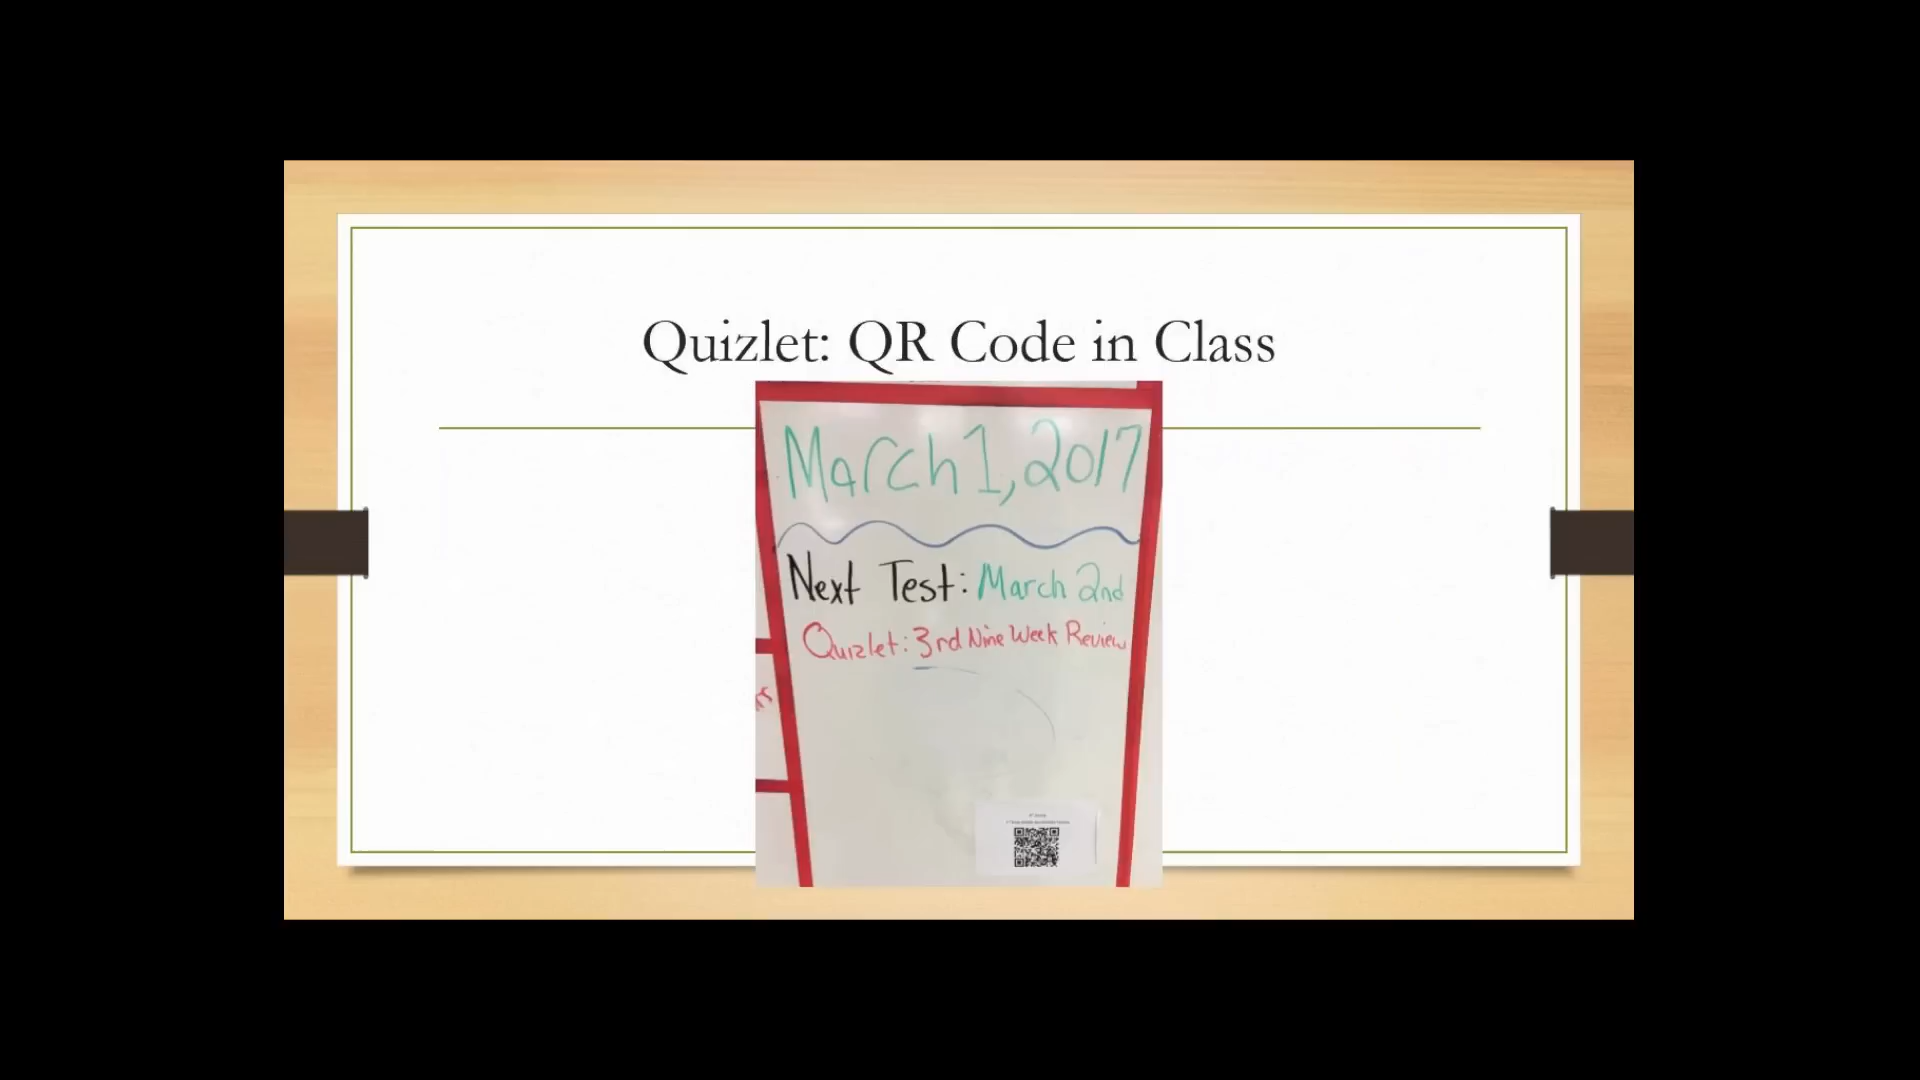 Quizlet: QR Code in Class
March 1, 2017
Next Test: March 2nd
Quizlet: 3rd Nine Week Review